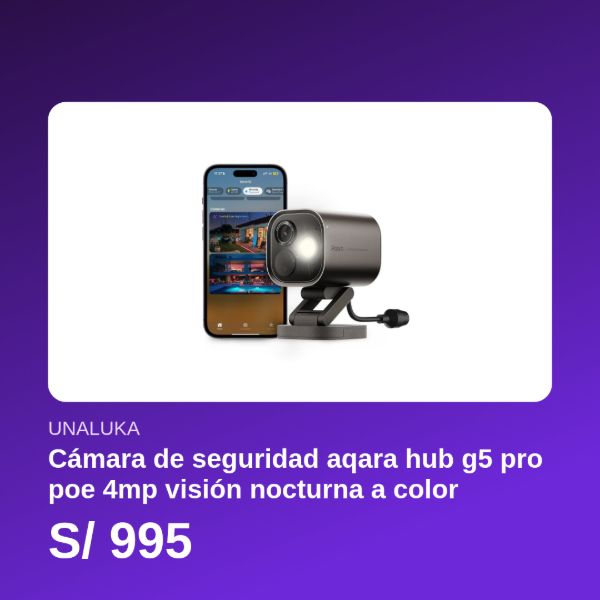 UNALUKA
Cámara de seguridad aqara hub g5 pro
poe 4mp visión nocturna a color
S/ 995